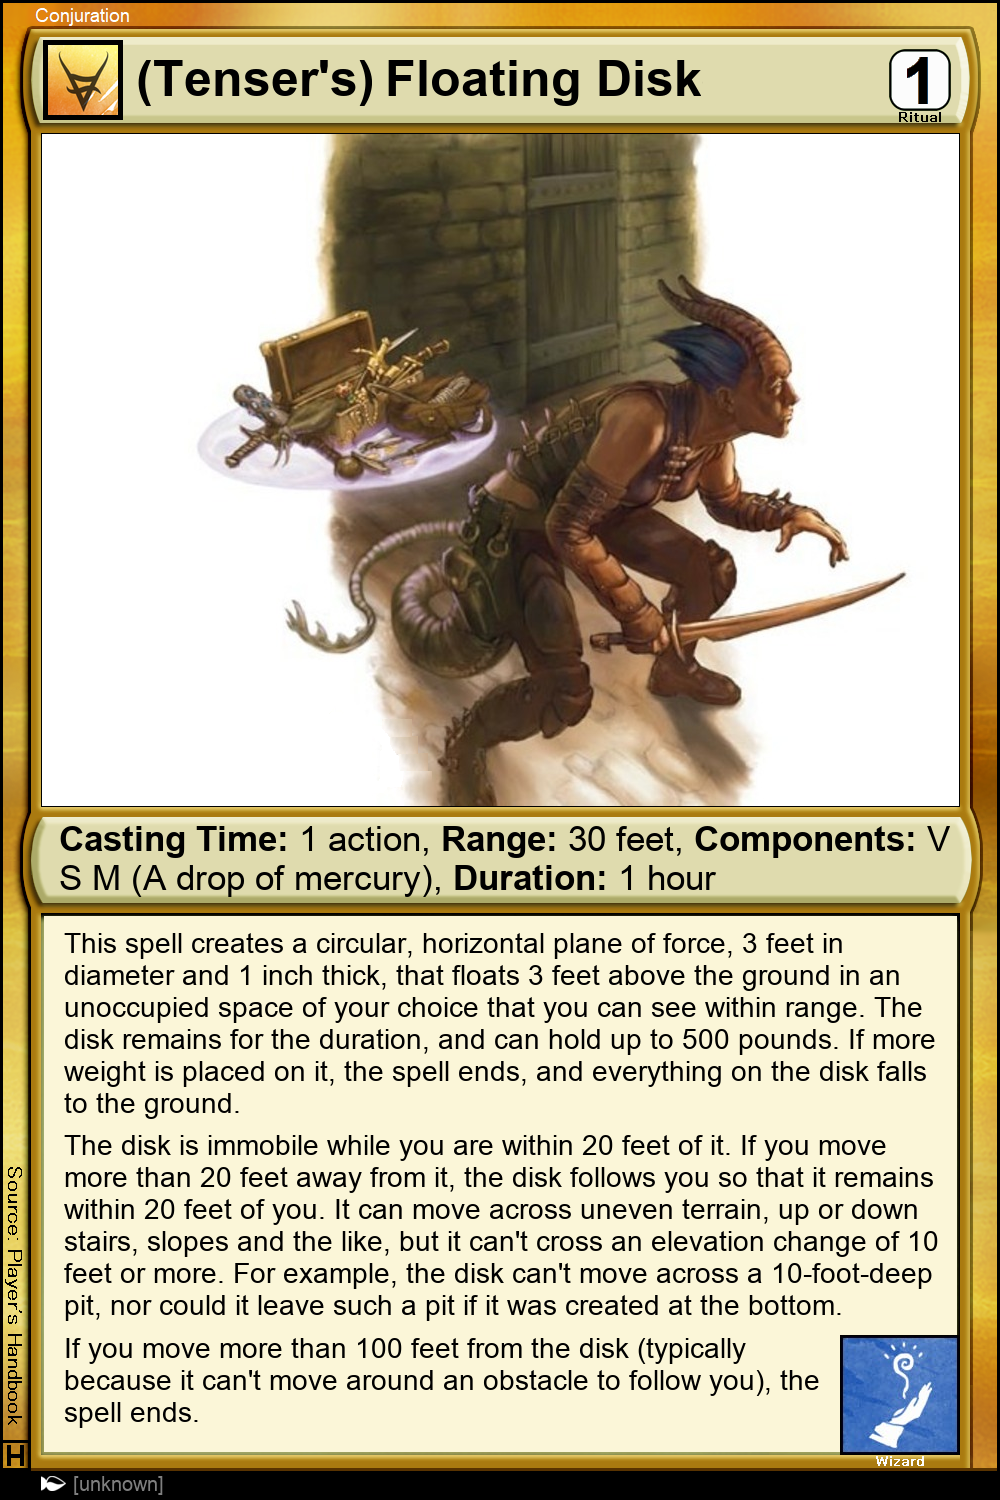 Conjuration
(Tenser's) Floating Disk
1
Ritual
Casting Time: 1 action, Range: 30 feet, Components: V
S M (A drop of mercury), Duration: 1 hour
This spell creates a circular, horizontal plane of force, 3 feet in
diameter and 1 inch thick, that floats 3 feet above the ground in an
unoccupied space of your choice that you can see within range. The
disk remains for the duration, and can hold up to 500 pounds. If more
weight is placed on it, the spell ends, and everything on the disk falls
to the ground.
The disk is immobile while you are within 20 feet of it. If you move
more than 20 feet away from it, the disk follows you so that it remains
within 20 feet of you. It can move across uneven terrain, up or down
stairs, slopes and the like, but it can't cross an elevation change of 10
feet or more. For example, the disk can't move across a 10-foot-deep
pit, nor could it leave such a pit if it was created at the bottom.
If you move more than 100 feet from the disk (typically
because it can't move around an obstacle to follow you), the
spell ends.
Wizard
Source: Player's Handbook
H
[unknown]